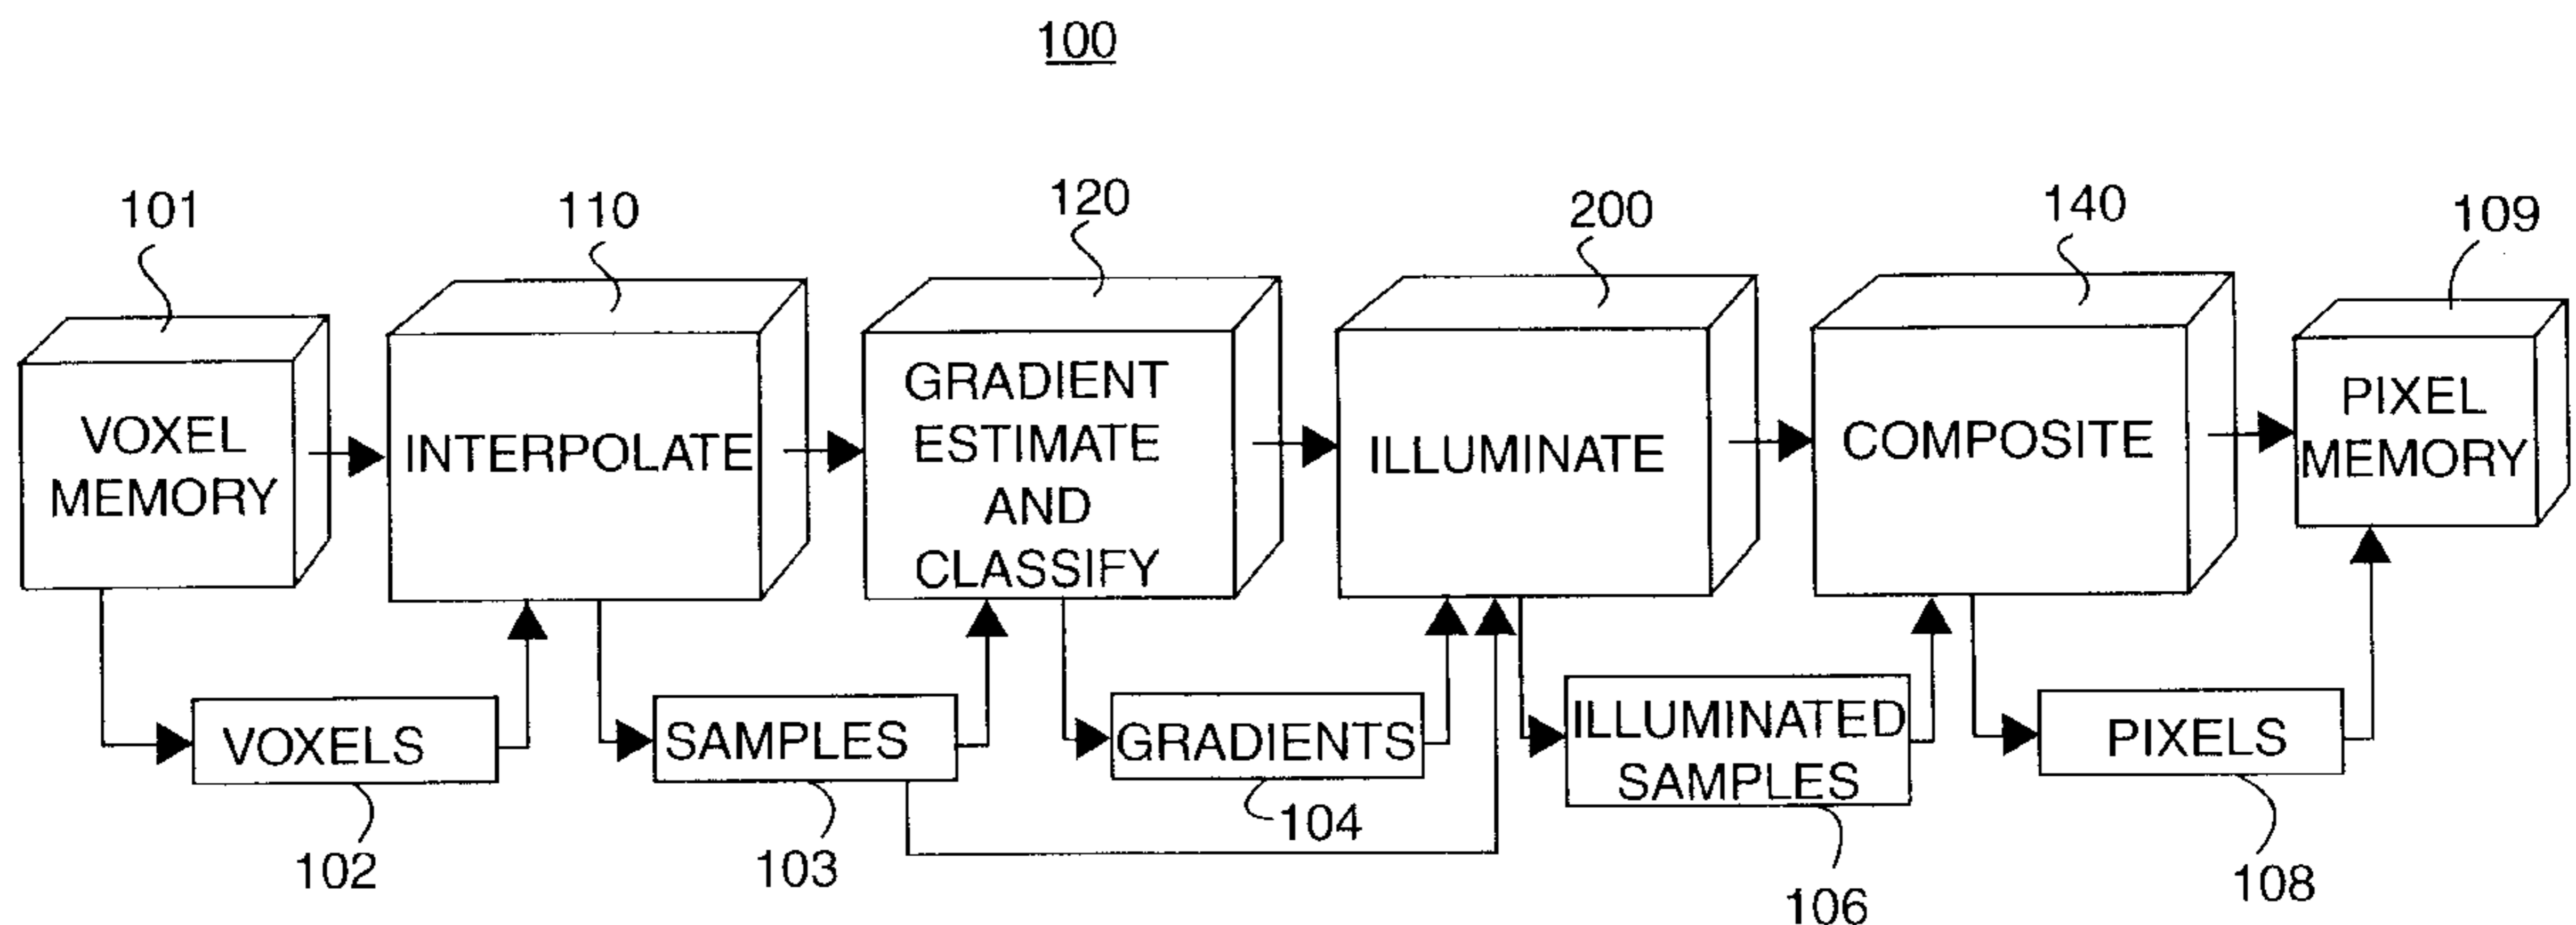 100
101
110
120
200
140
109
VOXEL
MEMORY
INTERPOLATE
GRADIENT
ESTIMATE
AND
CLASSIFY
ILLUMINATE
COMPOSITE
PIXEL
MEMORY
VOXELS
SAMPLES
GRADIENTS
ILLUMINATED
SAMPLES
PIXELS
102
103
104
106
108